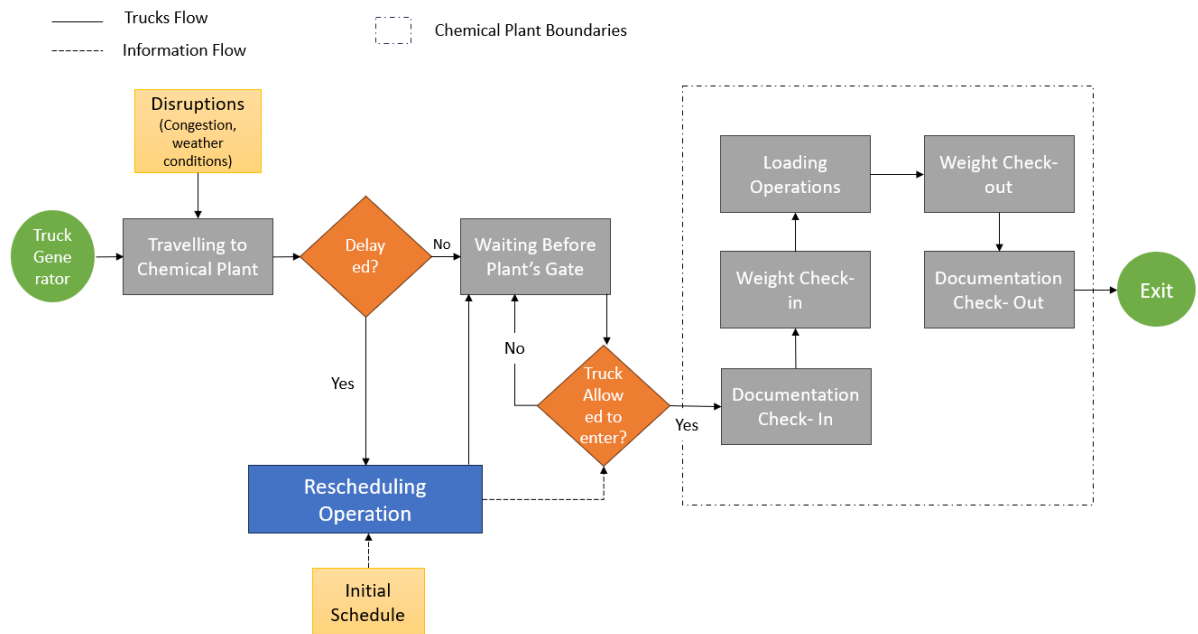 Trucks Flow
Information Flow
Chemical Plant Boundaries
Disruptions
(Congestion,
weather
conditions)
Truck
Gene
rator
Travelling to
Chemical Plant
Delay
ed?
No
Waiting Before
Plant's Gate
Yes
No
Truck
Allow
ed to
enter?
Yes
Rescheduling
Operation
Initial
Schedule
Documentation
Check- In
Weight Check-
in
Loading
Operations
Weight Check-
out
Documentation
Check- Out
Exit